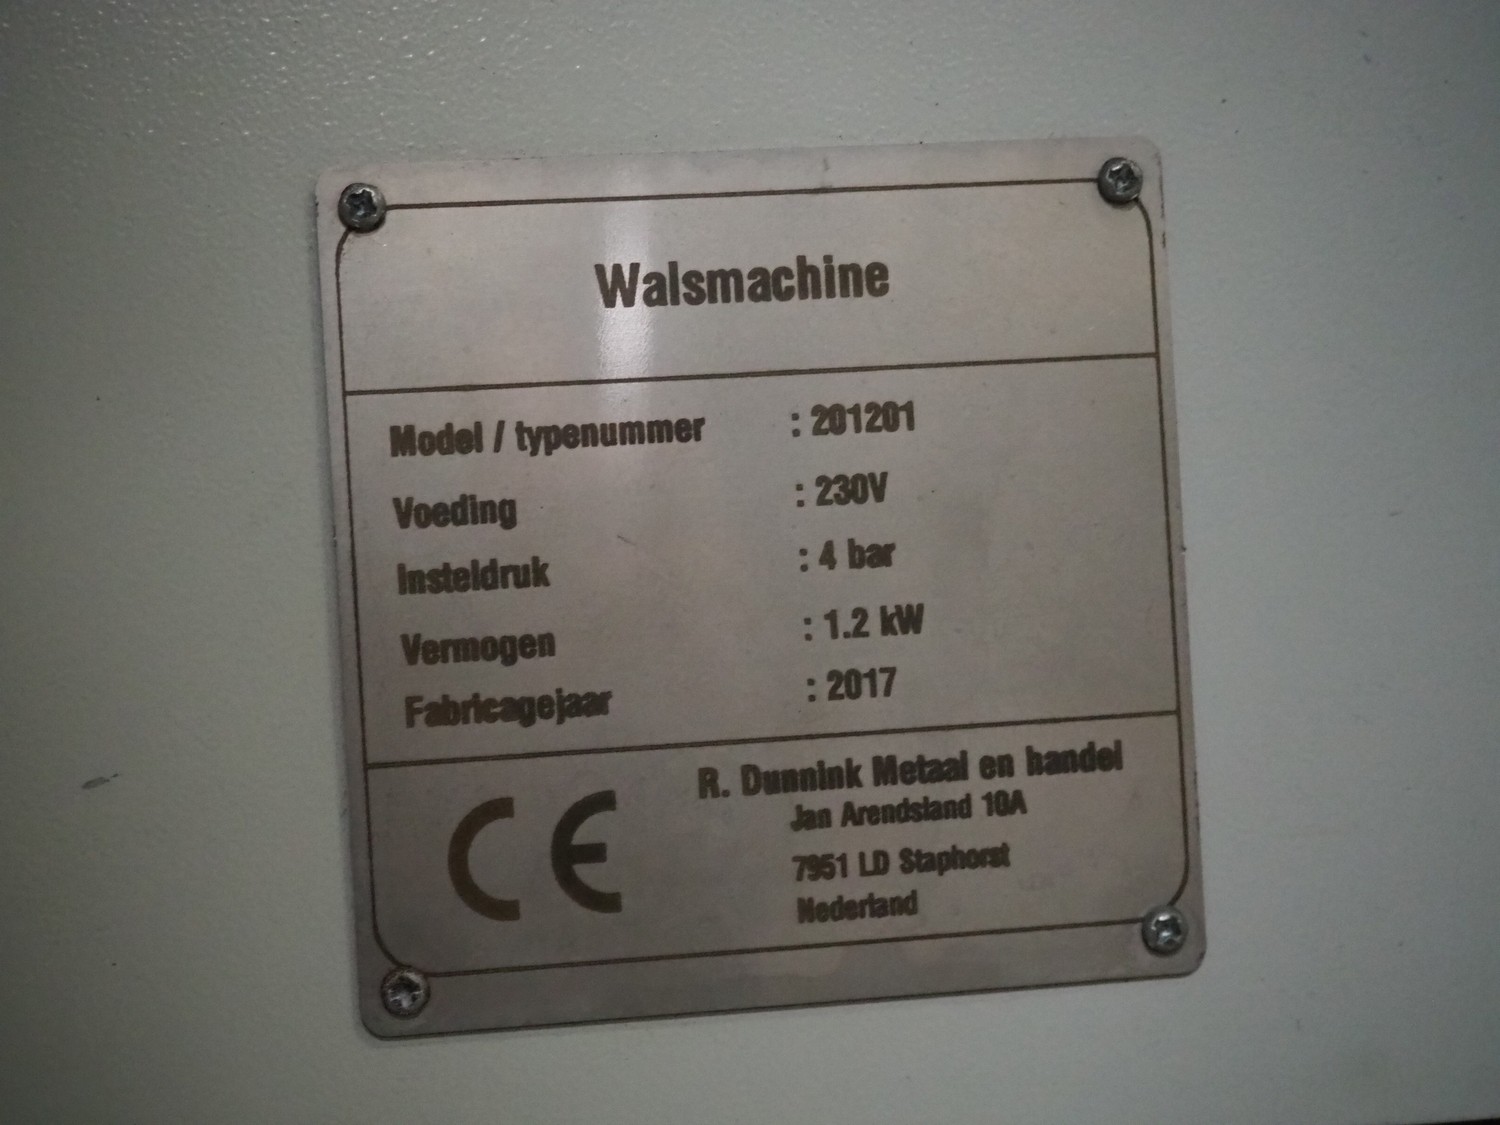 Walsmachine
Model / typenummer : 201201
Voeding : 230V
Insteldruk : 4 bar
Vermogen : 1.2 kW
Fabricagejaar : 2017
CE
R. Dunnink Metaal en handel
Jan Arendsland 10A
7951 LD Staphorst
Nederland